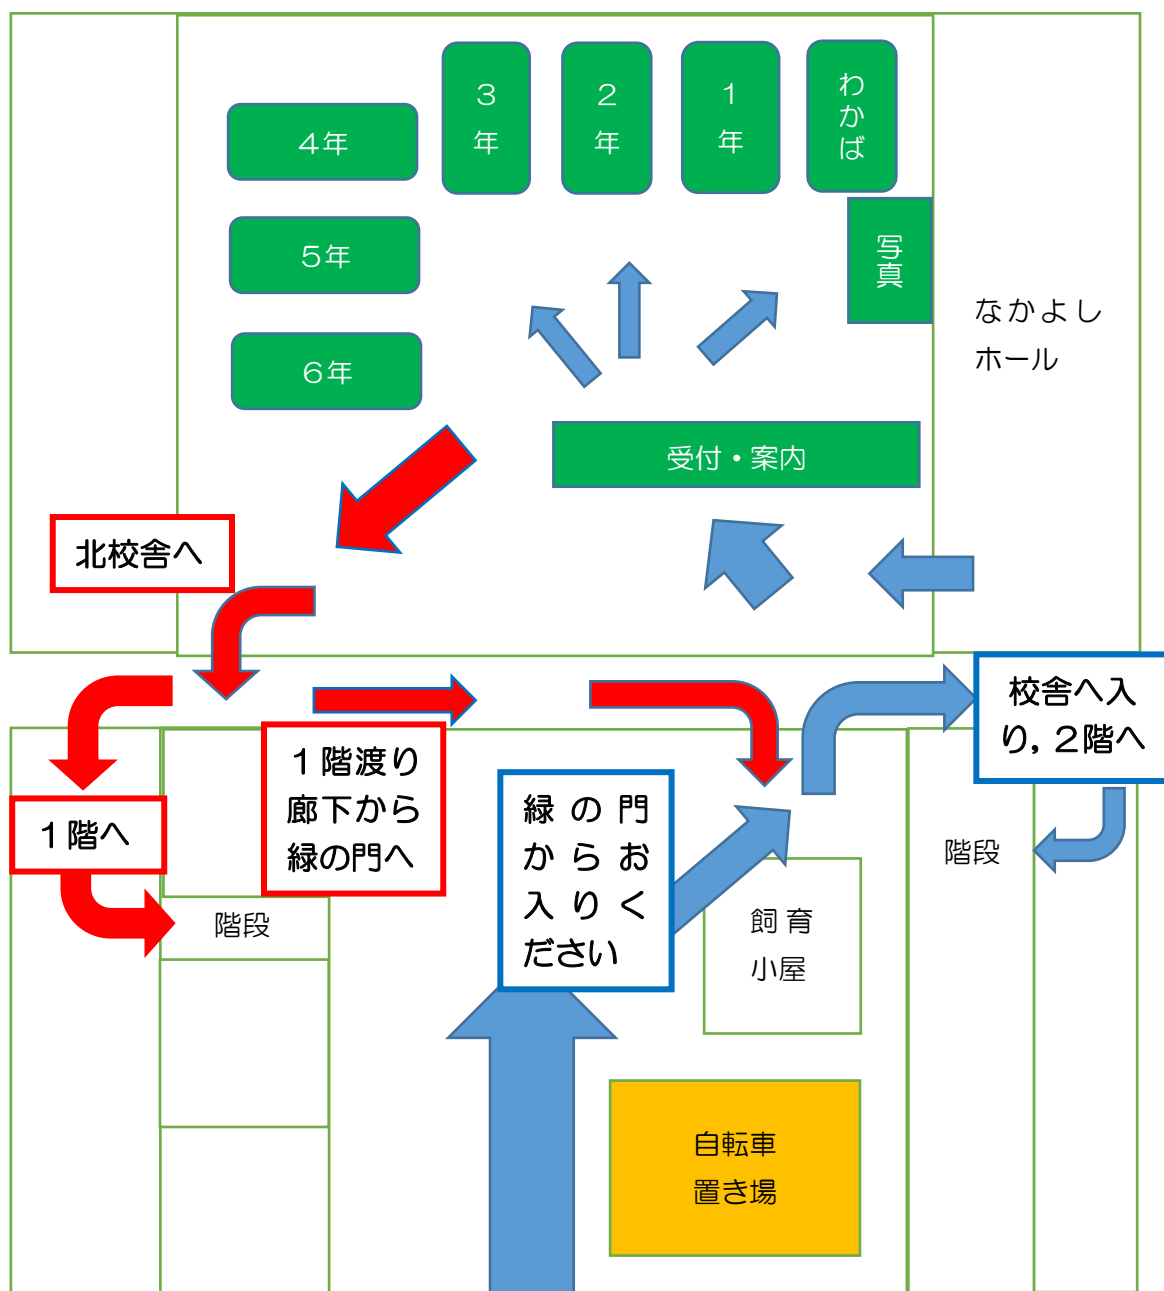 3
年
2
年
1
年
わかば
4年
5年
6年
写真
なかよし
ホール
受付・案内
北校舎へ
校舎へ入
り，2階へ
1階渡り
廊下から
緑の門へ
緑の門
からお
入りく
ださい
1階へ
階段
階段
飼育
小屋
自転車
置き場